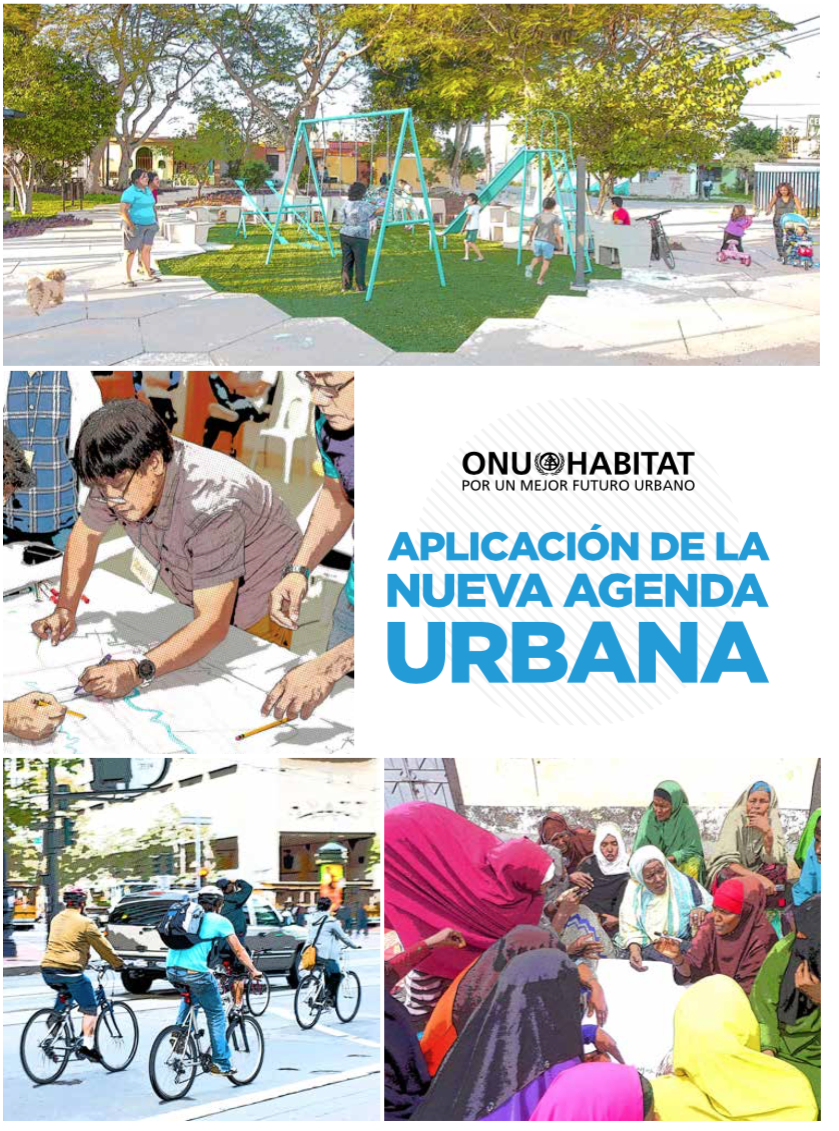 ONU HABITAT
POR UN MEJOR FUTURO URBANO
APLICACIÓN DE LA
NUEVA AGENDA
URBANA